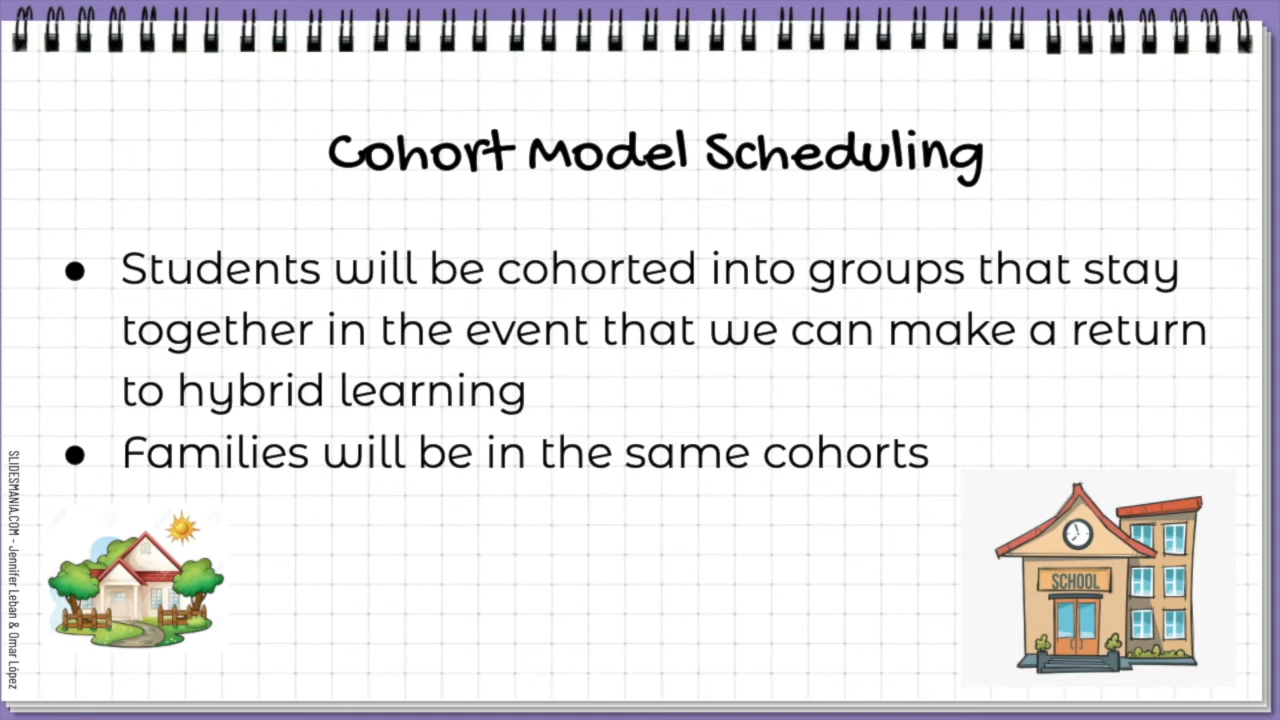 Cohort Model Scheduling
● Students will be cohorted into groups that stay
together in the event that we can make a return
to hybrid learning
● Families will be in the same cohorts
SCHOOL
SLIDESMANIA.COM - Jennifer Leban & Omar López